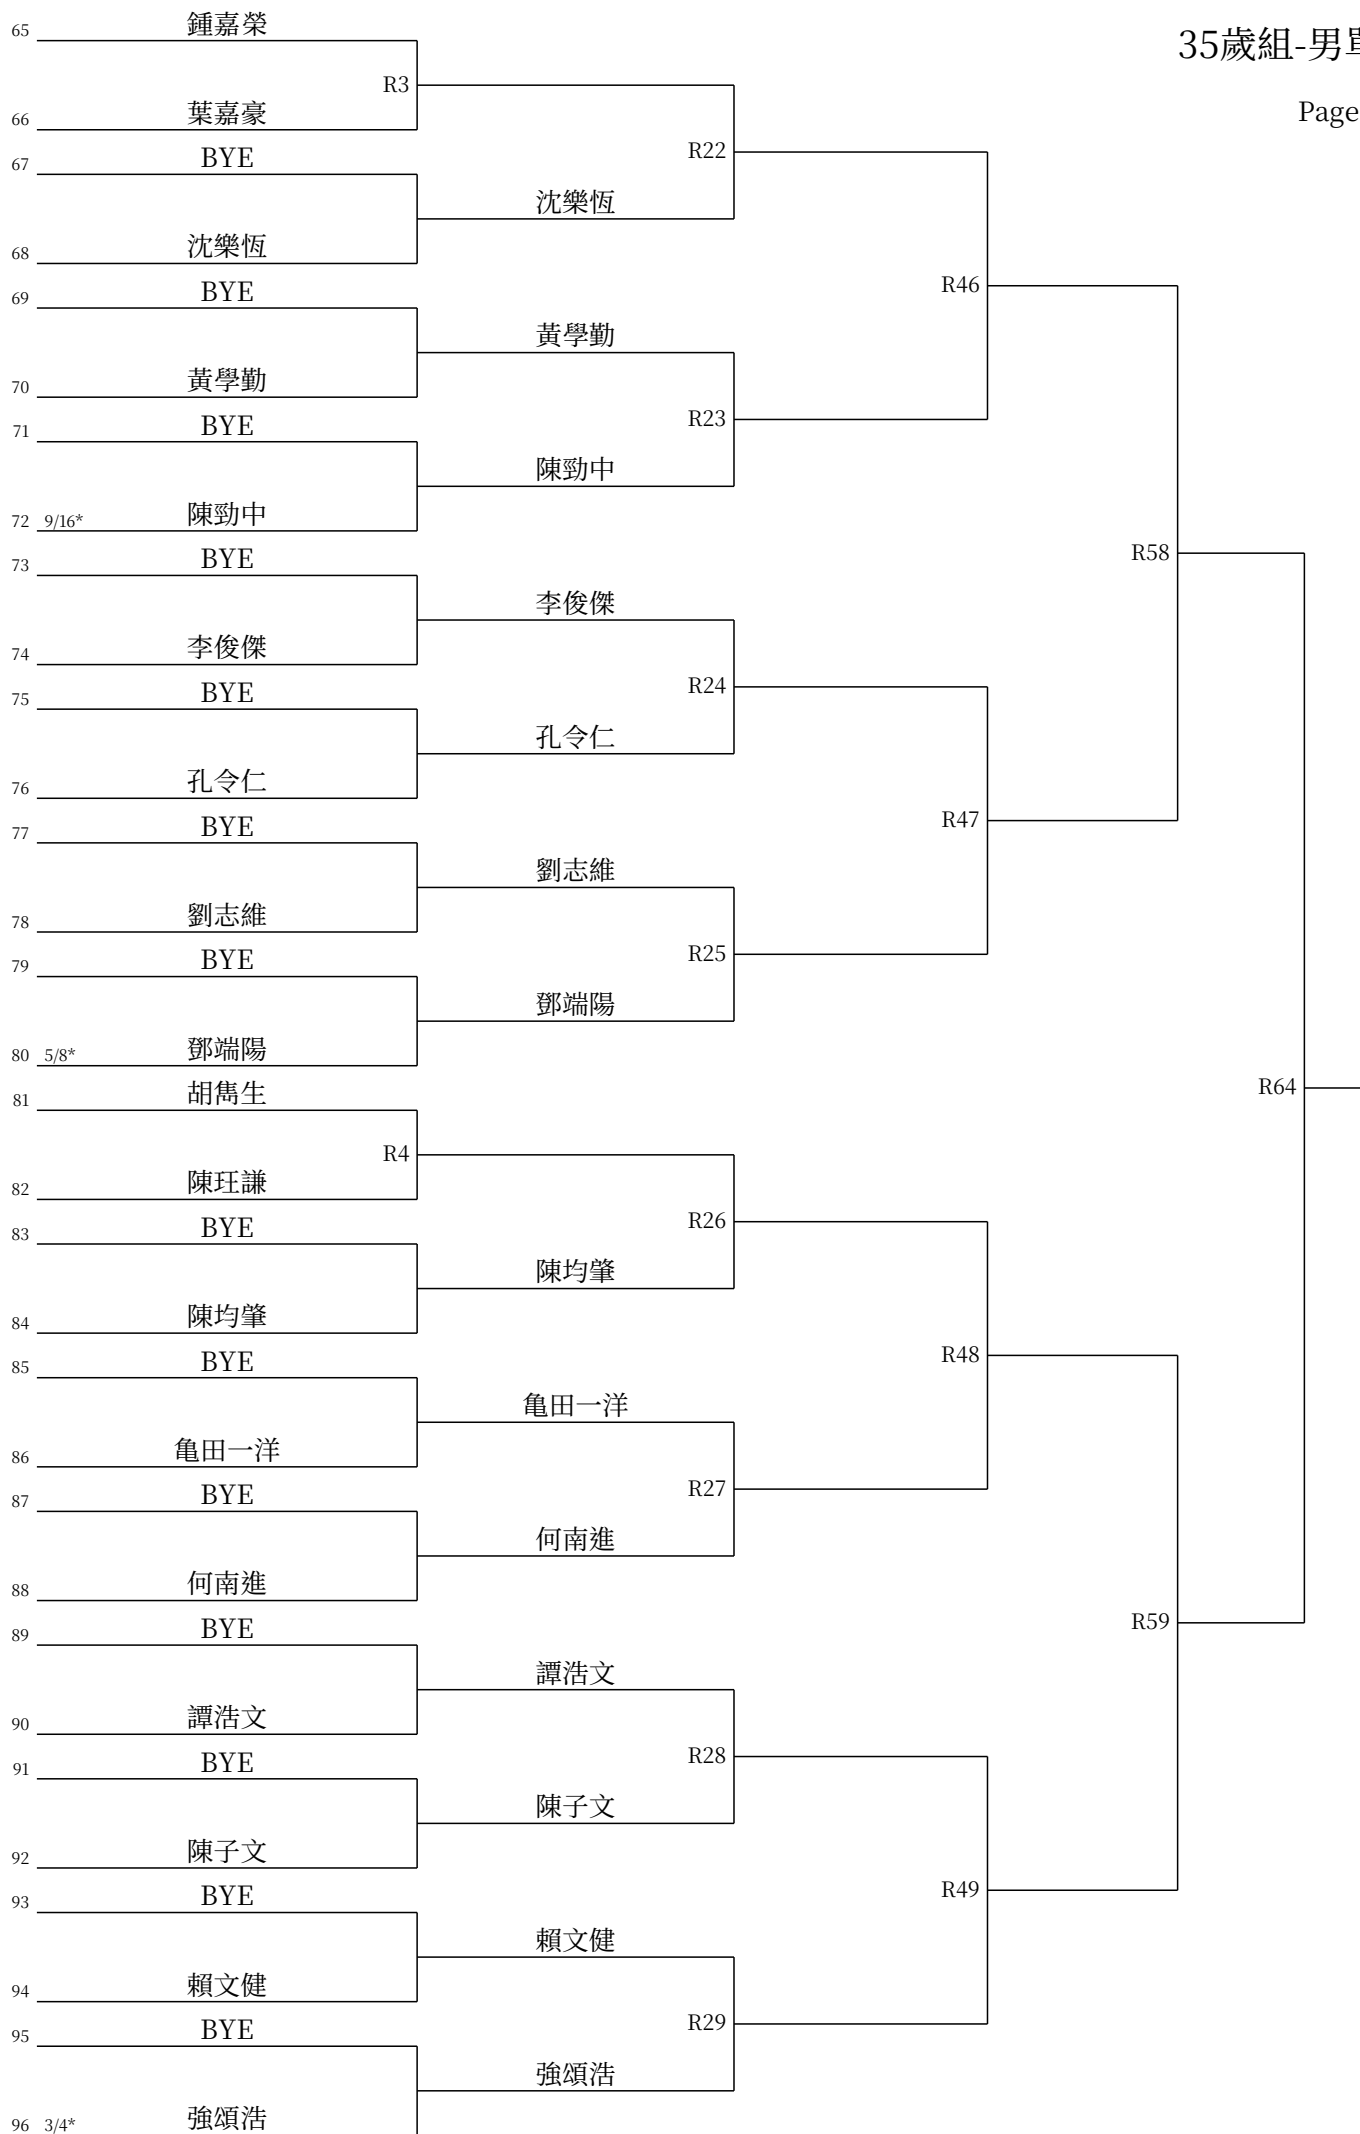 35歲組-男單
Page
65 鍾嘉榮
R3
66 葉嘉豪
67 BYE
R22
沈樂恆
68 沈樂恆
69 BYE
R46
黃學勤
70 黃學勤
71 BYE
R23
陳勁中
72 9/16* 陳勁中
73 BYE
R58
李俊傑
74 李俊傑
75 BYE
R24
孔令仁
76 孔令仁
77 BYE
R47
劉志維
78 劉志維
79 BYE
R25
鄧端陽
80 5/8* 鄧端陽
81 胡雋生
R64
R4
82 陳玨謙
83 BYE
R26
陳均肇
84 陳均肇
85 BYE
R48
亀田一洋
86 亀田一洋
87 BYE
R27
何南進
88 何南進
89 BYE
R59
譚浩文
90 譚浩文
91 BYE
R28
陳子文
92 陳子文
93 BYE
R49
賴文健
94 賴文健
95 BYE
R29
強頌浩
96 3/4* 強頌浩